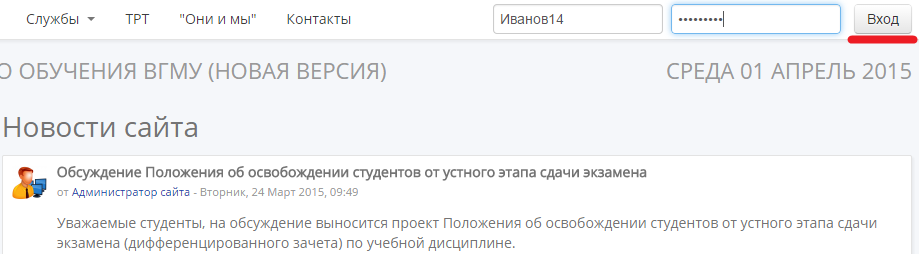 Службы ТРТ "Они и мы" Контакты Иванов14 ••••••••• Вход
О ОБУЧЕНИЯ ВГМУ (НОВАЯ ВЕРСИЯ) СРЕДА 01 АПРЕЛЬ 2015
Новости сайта
Обсуждение Положения об освобождении студентов от устного этапа сдачи экзамена
от Администратор сайта - Вторник, 24 Март 2015, 09:49
Уважаемые студенты, на обсуждение выносится проект Положения об освобождении студентов от устного этапа сдачи
экзамена (дифференцированного зачета) по учебной дисциплине.